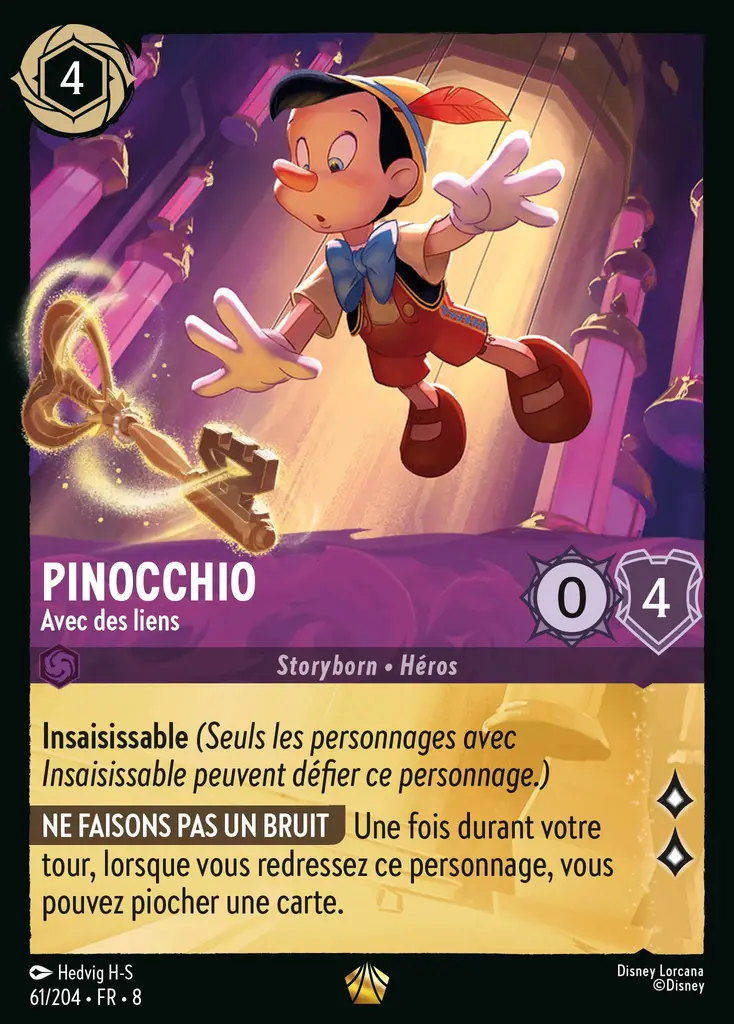 4
PINOCCHIO
Avec des liens
0
4
Storyborn • Héros
Insaisissable (Seuls les personnages avec
Insaisissable peuvent défier ce personnage.)
NE FAISONS PAS UN BRUIT Une fois durant votre
tour, lorsque vous redressez ce personnage, vous
pouvez piocher une carte.
Hedvig H-S
61/204 • FR • 8
Disney Lorcana
©Disney